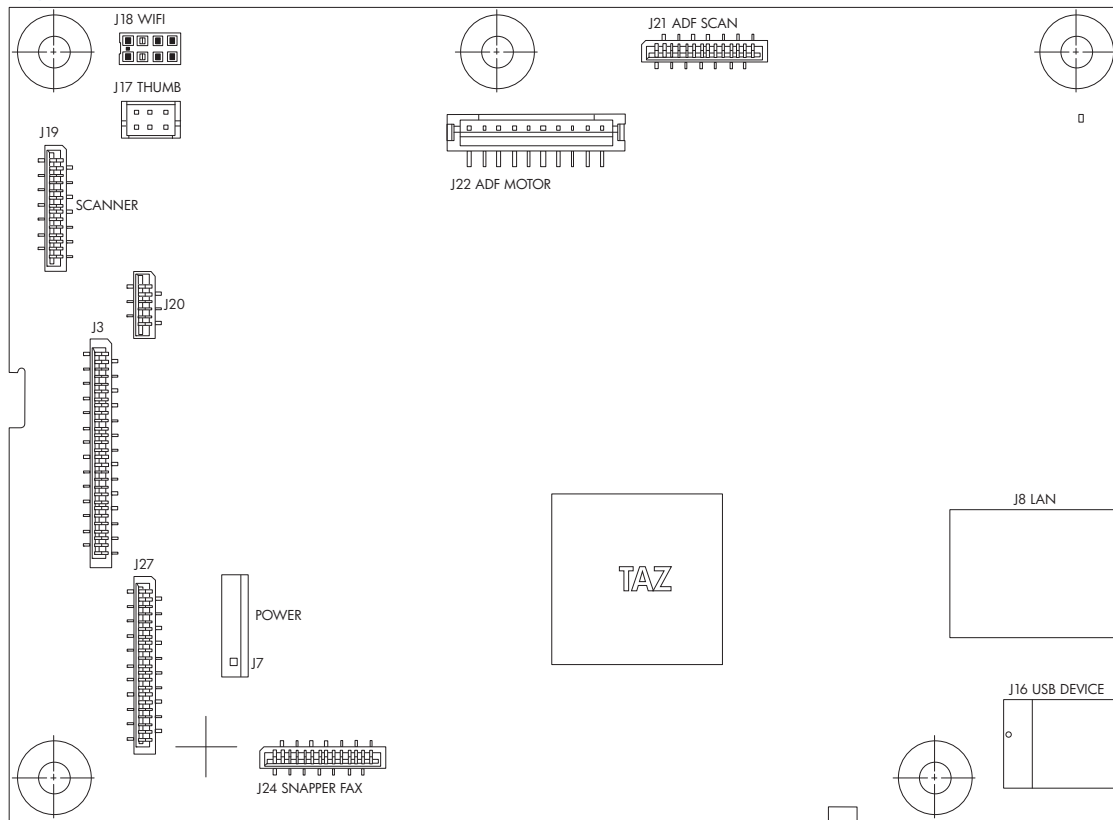 J18 WIFI
J21 ADF SCAN
J17 THUMB
J19
J22 ADF MOTOR
SCANNER
J20
J3
J8 LAN
J27
TAZ
POWER
J7
J16 USB DEVICE
J24 SNAPPER FAX